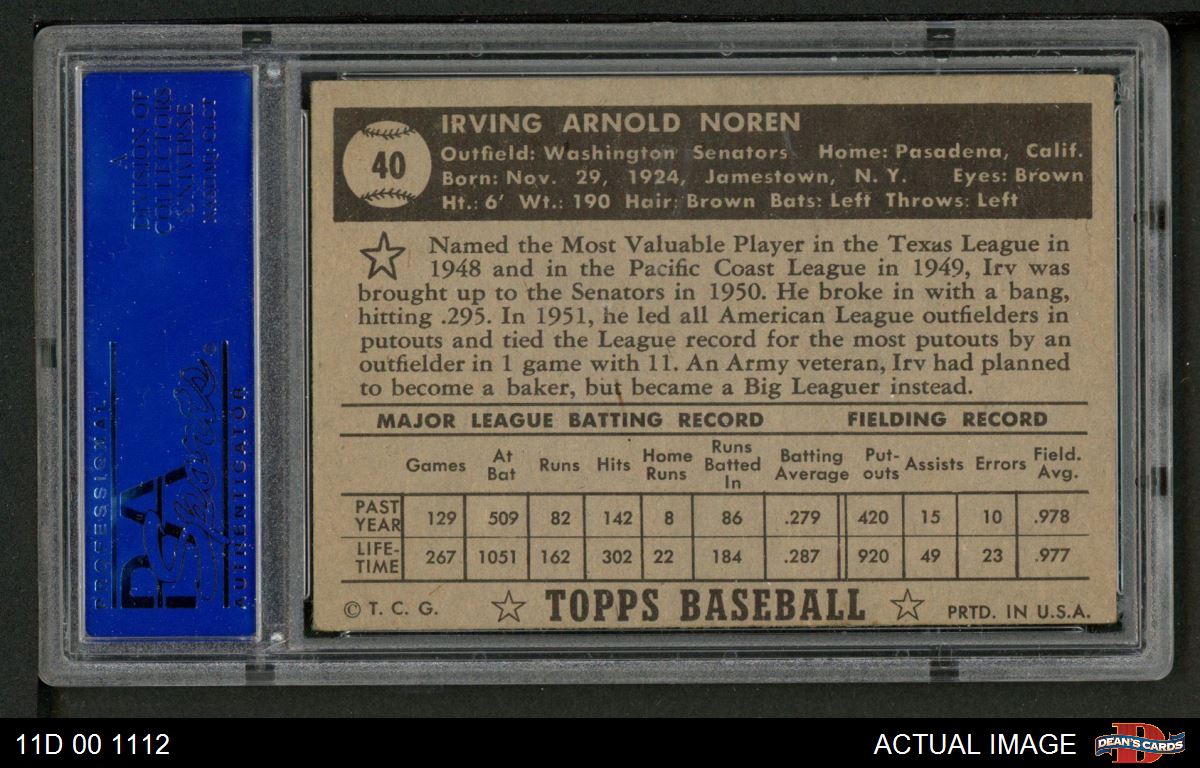 A
DIVISION OF
COLLECTORS
UNIVERSE
NASDAQ: CLCT
PROFESSIONAL
PSA
Sports
AUTHENTICATOR
40
IRVING ARNOLD NOREN
Outfield: Washington Senators Home: Pasadena, Calif.
Born: Nov. 29, 1924, Jamestown, N. Y. Eyes: Brown
Ht.: 6' Wt.: 190 Hair: Brown Bats: Left Throws: Left
Named the Most Valuable Player in the Texas League in
1948 and in the Pacific Coast League in 1949, Irv was
brought up to the Senators in 1950. He broke in with a bang,
hitting .295. In 1951, he led all American League outfielders in
putouts and tied the League record for the most putouts by an
outfielder in 1 game with 11. An Army veteran, Irv had planned
to become a baker, but became a Big Leaguer instead.
MAJOR LEAGUE BATTING RECORD FIELDING RECORD
Games At Bat Runs Hits Home Runs Runs Batted In Batting Average Put-outs Assists Errors Field. Avg.
PAST YEAR 129 509 82 142 8 86 .279 420 15 10 .978
LIFE-TIME 267 1051 162 302 22 184 .287 920 49 23 .977
© T. C. G. TOPPS BASEBALL PRTD. IN U.S.A.
11D 00 1112 ACTUAL IMAGE D DEAN'S CARDS